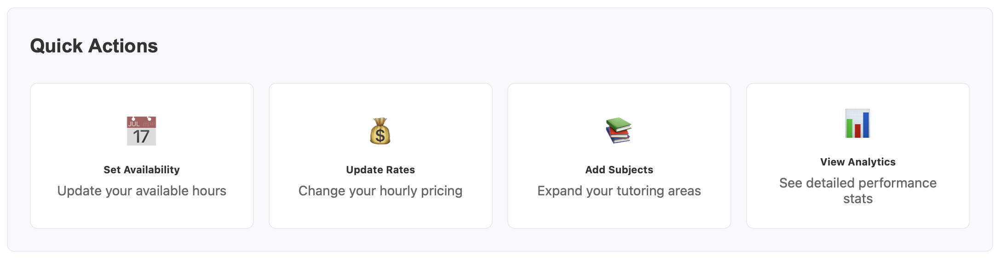 Quick Actions
JUL
17
$
Set Availability
Update your available hours
Update Rates
Change your hourly pricing
Add Subjects
Expand your tutoring areas
View Analytics
See detailed performance
stats